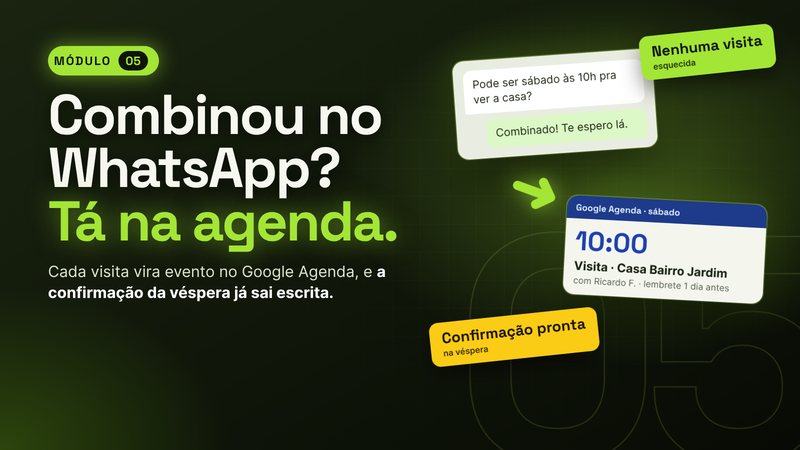 MÓDULO 05
Combinou no
WhatsApp?
Tá na agenda.
Cada visita vira evento no Google Agenda, e a
confirmação da véspera já sai escrita.
Nenhuma visita
esquecida
Pode ser sábado às 10h pra
ver a casa?
Combinado! Te espero lá.
Google Agenda · sábado
10:00
Visita · Casa Bairro Jardim
com Ricardo F. · lembrete 1 dia antes
Confirmação pronta
na véspera
05